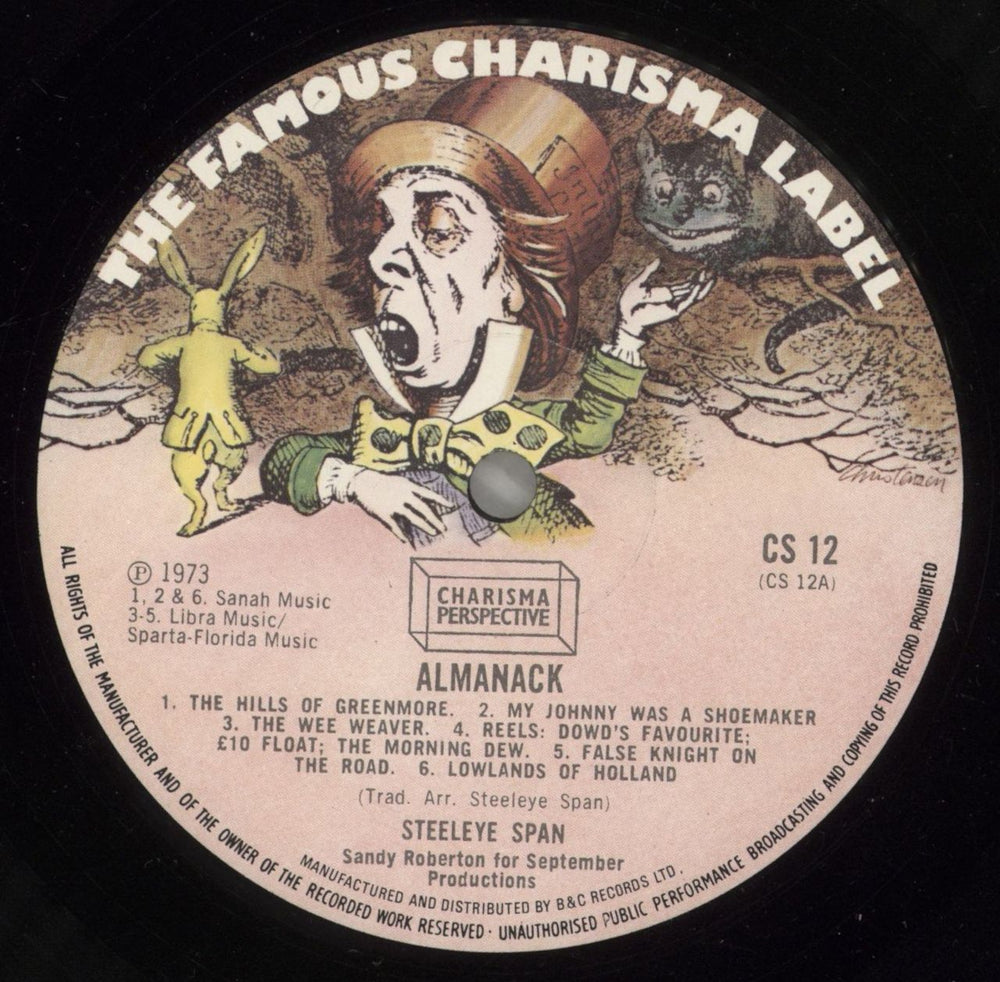 THE FAMOUS CHARISMA LABEL
Christensen
℗ 1973
1, 2 & 6. Sanah Music
3-5. Libra Music/
Sparta-Florida Music
CHARISMA
PERSPECTIVE
CS 12
(CS 12A)
ALMANACK
1. THE HILLS OF GREENMORE. 2. MY JOHNNY WAS A SHOEMAKER
3. THE WEE WEAVER. 4. REELS: DOWD'S FAVOURITE;
£10 FLOAT; THE MORNING DEW. 5. FALSE KNIGHT ON
THE ROAD. 6. LOWLANDS OF HOLLAND
(Trad. Arr. Steeleye Span)
STEELEYE SPAN
Sandy Roberton for September
Productions
MANUFACTURED AND DISTRIBUTED BY B&C RECORDS LTD.
ALL RIGHTS OF THE MANUFACTURER AND OF THE OWNER OF THE RECORDED WORK RESERVED · UNAUTHORISED PUBLIC PERFORMANCE BROADCASTING AND COPYING OF THIS RECORD PROHIBITED